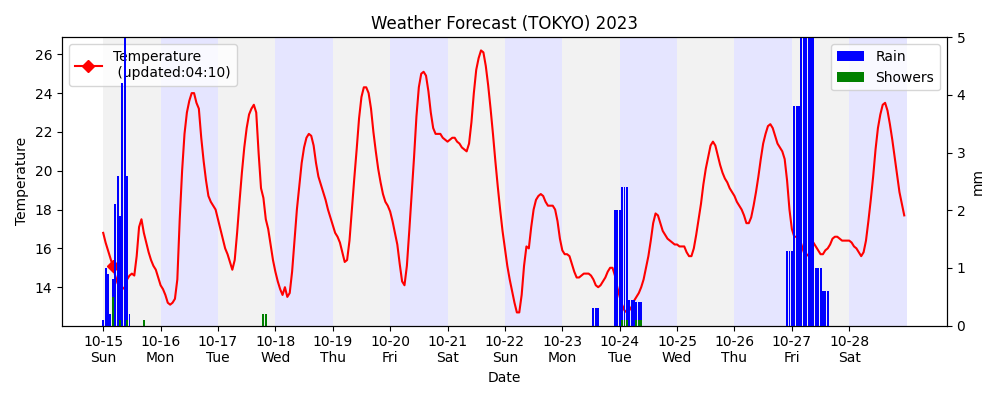 Weather Forecast (TOKYO) 2023
Temperature
(updated:04:10)
Rain
Showers
Temperature
26
24
22
20
18
16
14
5
4
3
2
1
0
mm
10-15 10-16 10-17 10-18 10-19 10-20 10-21 10-22 10-23 10-24 10-25 10-26 10-27 10-28
Sun Mon Tue Wed Thu Fri Sat Sun Mon Tue Wed Thu Fri Sat
Date